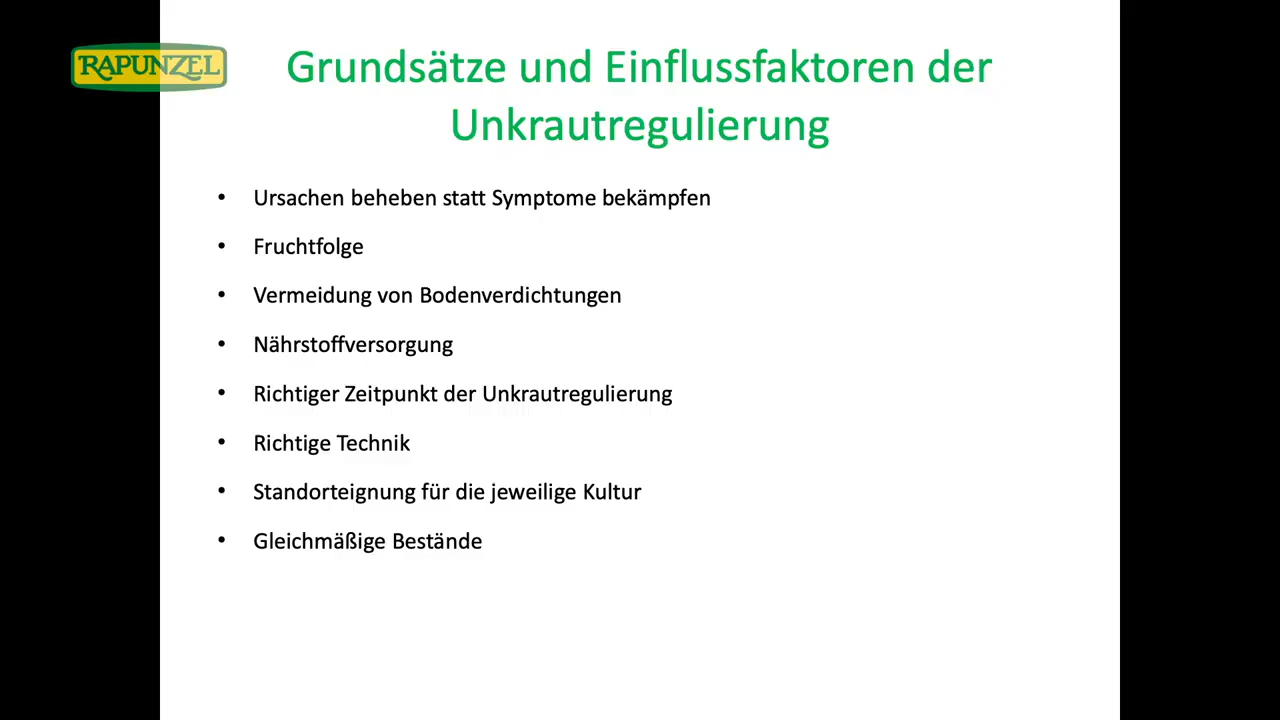 RAPUNZEL
Grundsätze und Einflussfaktoren der
Unkrautregulierung
• Ursachen beheben statt Symptome bekämpfen
• Fruchtfolge
• Vermeidung von Bodenverdichtungen
• Nährstoffversorgung
• Richtiger Zeitpunkt der Unkrautregulierung
• Richtige Technik
• Standorteignung für die jeweilige Kultur
• Gleichmäßige Bestände